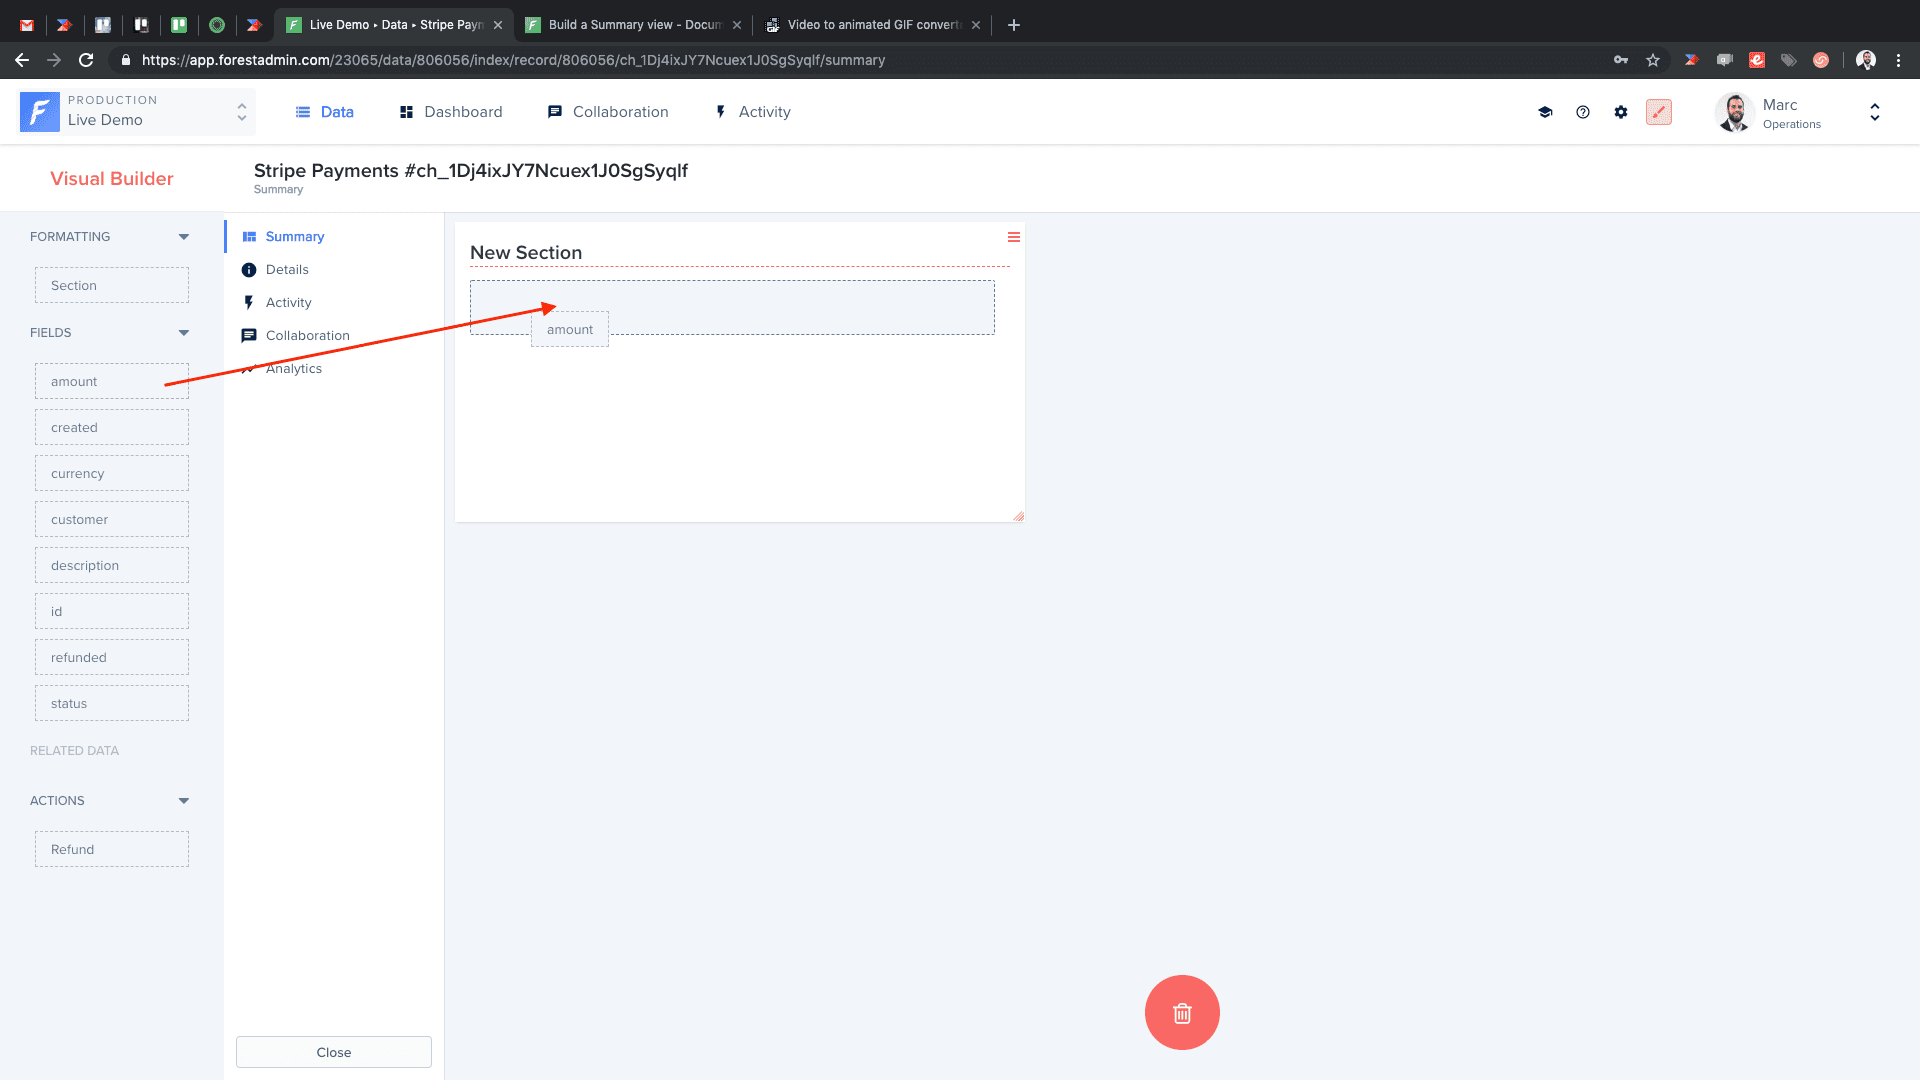 Live Demo ▸ Data ▸ Stripe Paym
Build a Summary view - Docum
Video to animated GIF converte
https://app.forestadmin.com/23065/data/806056/index/record/806056/ch_1Dj4ixJY7Ncuex1J0SgSyqlf/summary
PRODUCTION
Live Demo
Data
Dashboard
Collaboration
Activity
Marc
Operations
Visual Builder
Stripe Payments #ch_1Dj4ixJY7Ncuex1J0SgSyqlf
Summary
FORMATTING
Section
FIELDS
amount
created
currency
customer
description
id
refunded
status
RELATED DATA
ACTIONS
Refund
Summary
Details
Activity
Collaboration
Analytics
Close
New Section
amount